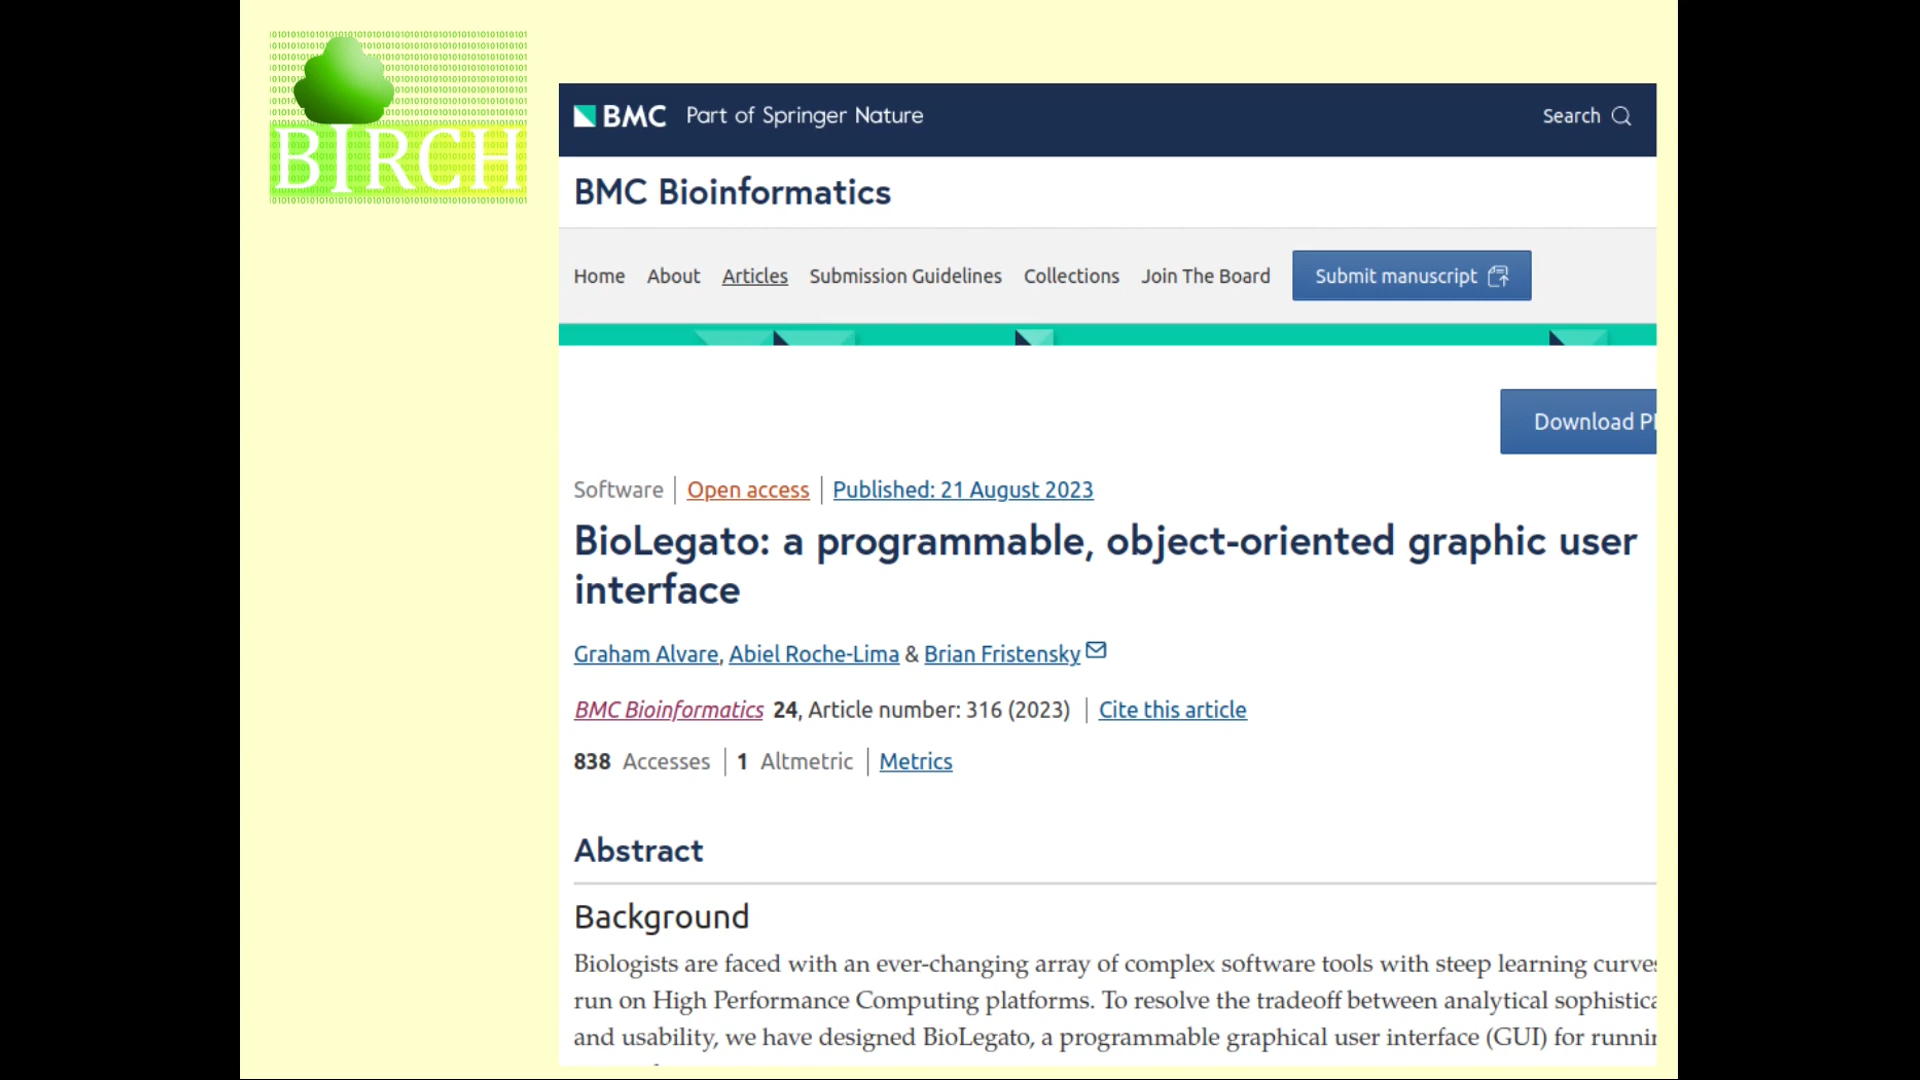 BIRCH
BMC Part of Springer Nature
Search
BMC Bioinformatics
Home About Articles Submission Guidelines Collections Join The Board Submit manuscript
Download
Software | Open access | Published: 21 August 2023
BioLegato: a programmable, object-oriented graphic user
interface
Graham Alvare, Abiel Roche-Lima & Brian Fristensky
BMC Bioinformatics 24, Article number: 316 (2023) | Cite this article
838 Accesses | 1 Altmetric | Metrics
Abstract
Background
Biologists are faced with an ever-changing array of complex software tools with steep learning curves
run on High Performance Computing platforms. To resolve the tradeoff between analytical sophistica
and usability, we have designed BioLegato, a programmable graphical user interface (GUI) for runnin